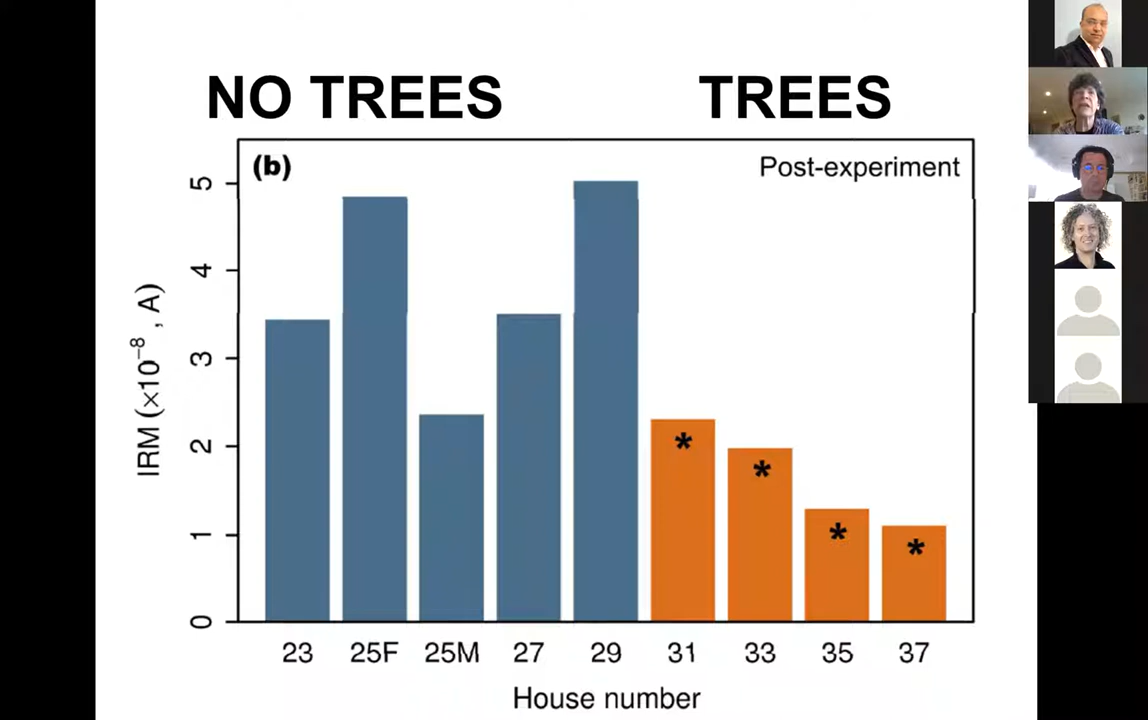 NO TREES TREES
(b) Post-experiment
5
4
3
2
1
0
IRM (×10⁻⁸, A)
* * * *
23 25F 25M 27 29 31 33 35 37
House number